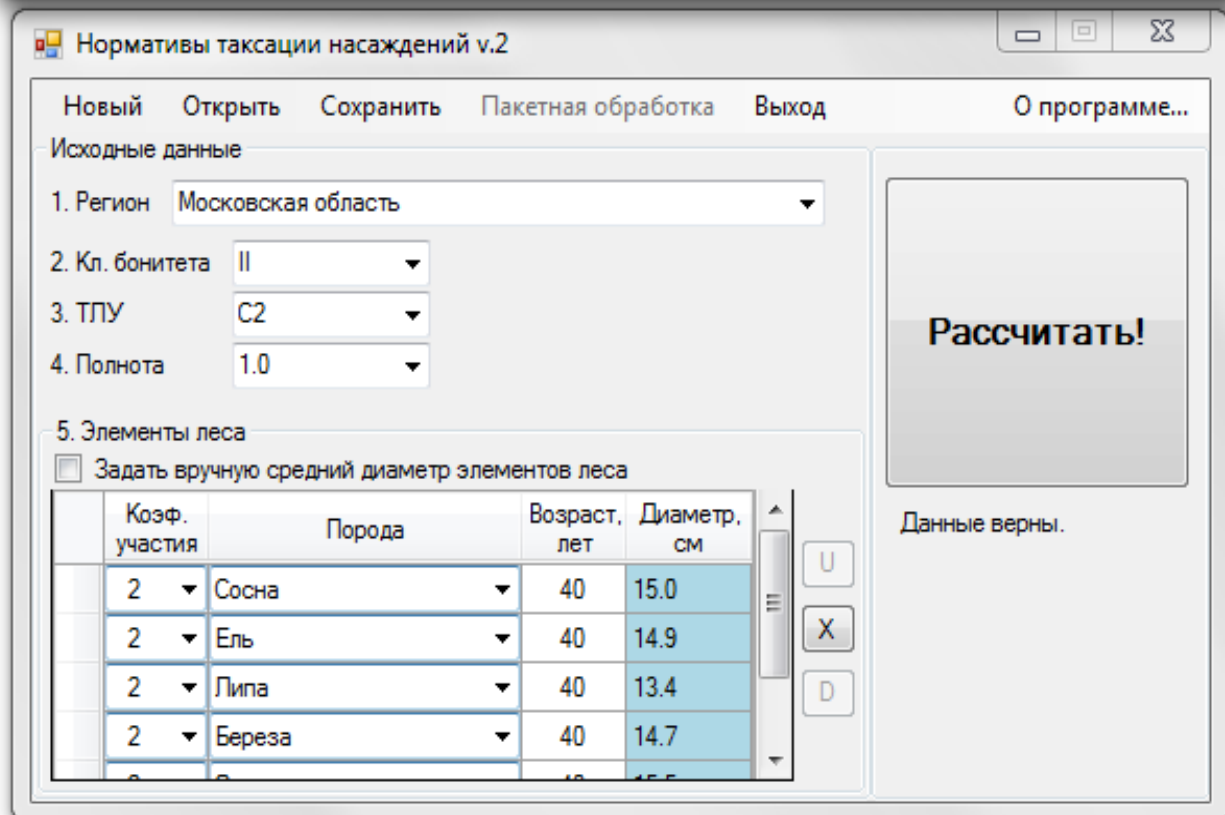 Нормативы таксации насаждений v.2
Новый Открыть Сохранить Пакетная обработка Выход О программе...
Исходные данные
1. Регион Московская область
2. Кл. бонитета II
3. ТЛУ C2
4. Полнота 1.0
Рассчитать!
Данные верны.
5. Элементы леса
Задать вручную средний диаметр элементов леса
Коэф. участия Порода Возраст, лет Диаметр, см
2 Сосна 40 15.0
2 Ель 40 14.9
2 Липа 40 13.4
2 Береза 40 14.7
U
X
D